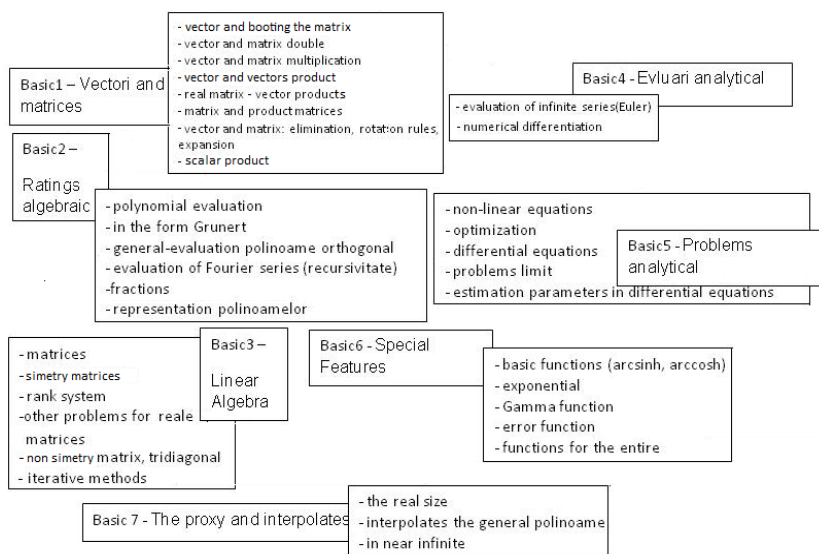 Basic1 – Vectori and
matrices
- vector and booting the matrix
- vector and matrix double
- vector and matrix multiplication
- vector and vectors product
- real matrix - vector products
- matrix and product matrices
- vector and matrix: elimination, rotation rules,
expansion
- scalar product
Basic4 - Evluari analytical
- evaluation of infinite series(Euler)
- numerical differentiation
Basic2 –
Ratings
algebraic
- polynomial evaluation
- in the form Grunert
- general-evaluation polinoame orthogonal
- evaluation of Fourier series (recursivitate)
-fractions
- representation polinoamelor
Basic5 - Problems
analytical
- non-linear equations
- optimization
- differential equations
- problems limit
- estimation parameters in differential equations
Basic3 –
Linear
Algebra
- matrices
- simetry matrices
- rank system
-other problems for reale
matrices
- non simetry matrix, tridiagonal
- iterative methods
Basic6 - Special
Features
- basic functions (arcsinh, arccosh)
- exponential
- Gamma function
- error function
- functions for the entire
Basic 7 - The proxy and interpolates
- the real size
- interpolates the general polinoame
- in near infinite